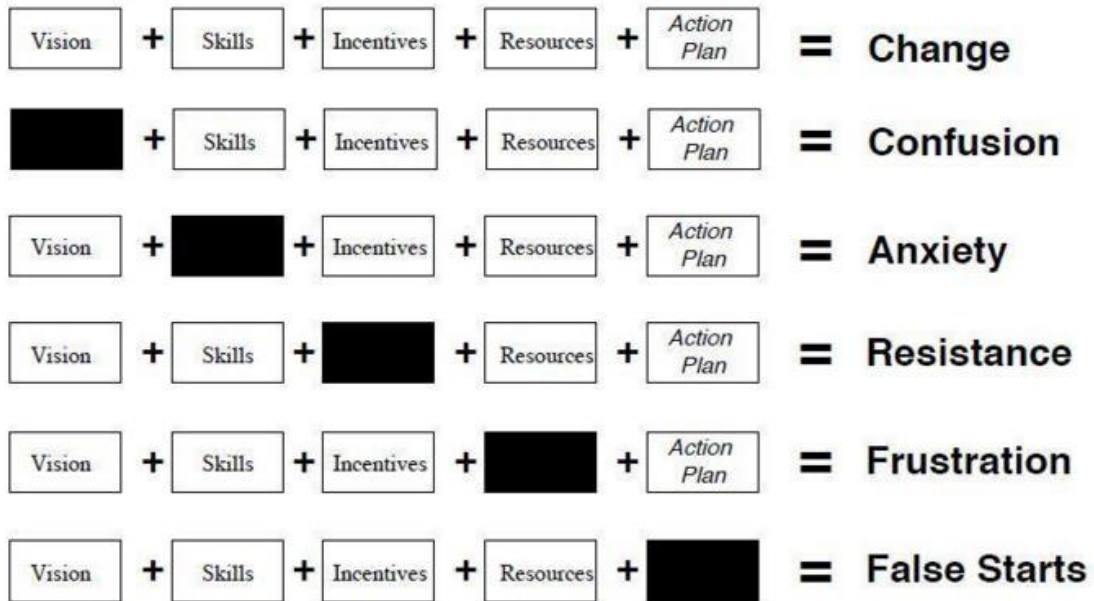 Vision + Skills + Incentives + Resources + Action Plan = Change
+ Skills + Incentives + Resources + Action Plan = Confusion
Vision + + Incentives + Resources + Action Plan = Anxiety
Vision + Skills + + Resources + Action Plan = Resistance
Vision + Skills + Incentives + + Action Plan = Frustration
Vision + Skills + Incentives + Resources + = False Starts